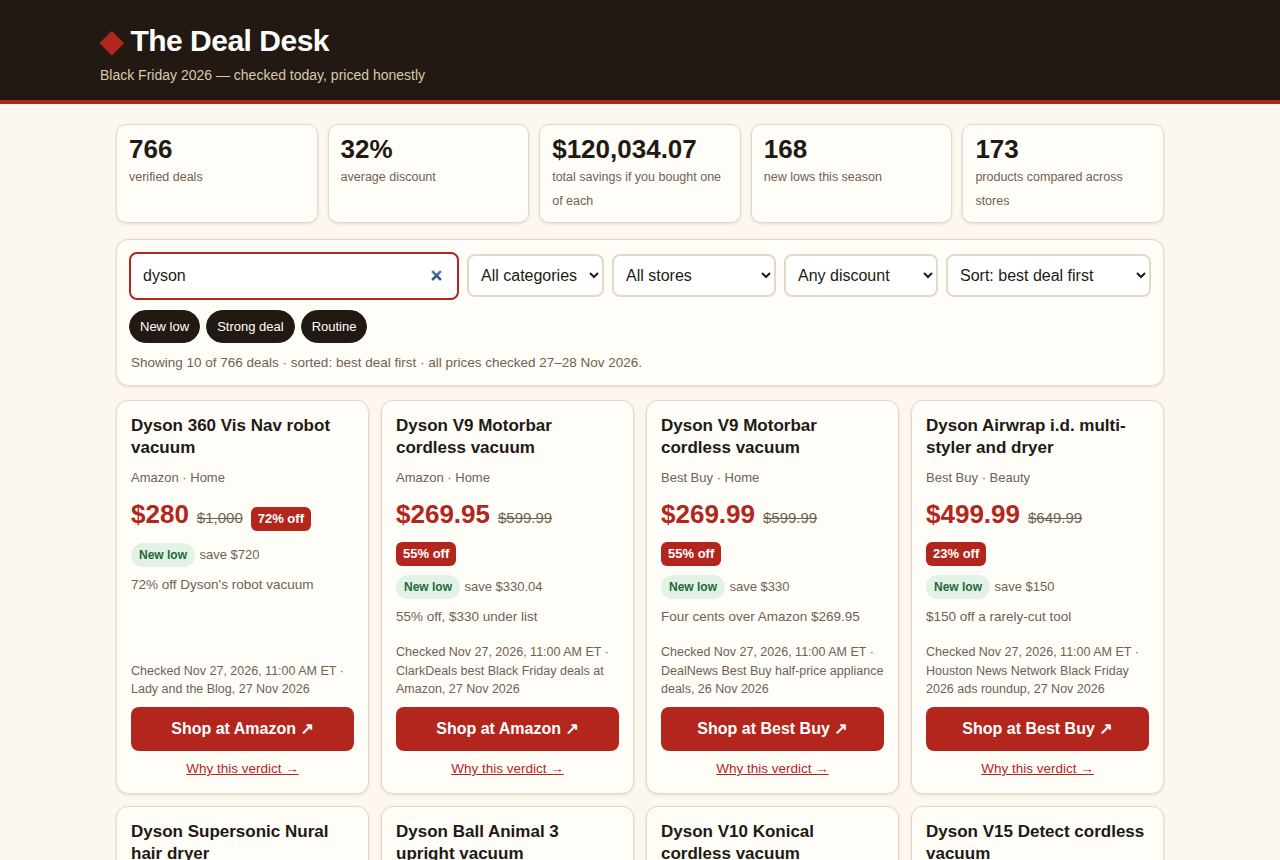 The Deal Desk
Black Friday 2026 — checked today, priced honestly
766
verified deals
32%
average discount
$120,034.07
total savings if you bought one
of each
168
new lows this season
173
products compared across
stores
dyson
All categories
All stores
Any discount
Sort: best deal first
New low
Strong deal
Routine
Showing 10 of 766 deals · sorted: best deal first · all prices checked 27–28 Nov 2026.
Dyson 360 Vis Nav robot
vacuum
Amazon · Home
$280 $1,000 72% off
New low save $720
72% off Dyson's robot vacuum
Checked Nov 27, 2026, 11:00 AM ET ·
Lady and the Blog, 27 Nov 2026
Shop at Amazon ↗
Why this verdict →
Dyson V9 Motorbar
cordless vacuum
Amazon · Home
$269.95 $599.99
55% off
New low save $330.04
55% off, $330 under list
Checked Nov 27, 2026, 11:00 AM ET ·
ClarkDeals best Black Friday deals at
Amazon, 27 Nov 2026
Shop at Amazon ↗
Why this verdict →
Dyson V9 Motorbar
cordless vacuum
Best Buy · Home
$269.99 $599.99
55% off
New low save $330
Four cents over Amazon $269.95
Checked Nov 27, 2026, 11:00 AM ET ·
DealNews Best Buy half-price appliance
deals, 26 Nov 2026
Shop at Best Buy ↗
Why this verdict →
Dyson Airwrap i.d. multi-
styler and dryer
Best Buy · Beauty
$499.99 $649.99
23% off
New low save $150
$150 off a rarely-cut tool
Checked Nov 27, 2026, 11:00 AM ET ·
Houston News Network Black Friday
2026 ads roundup, 27 Nov 2026
Shop at Best Buy ↗
Why this verdict →
Dyson Supersonic Nural
hair dryer
Dyson Ball Animal 3
upright vacuum
Dyson V10 Konical
cordless vacuum
Dyson V15 Detect cordless
vacuum